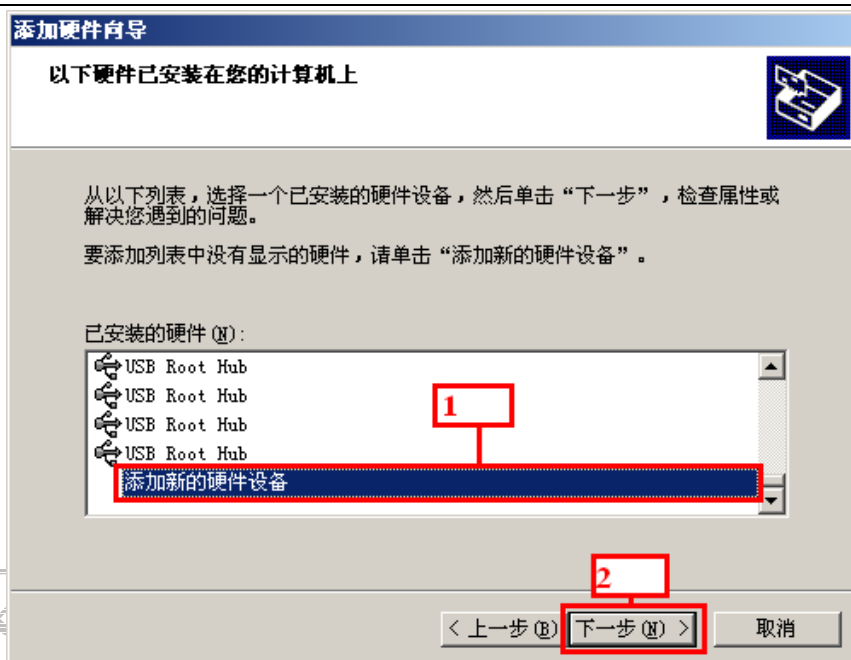 添加硬件向导
以下硬件已安装在您的计算机上
从以下列表，选择一个已安装的硬件设备，然后单击“下一步”，检查属性或
解决您遇到的问题。
要添加列表中没有显示的硬件，请单击“添加新的硬件设备”。
已安装的硬件(N):
USB Root Hub
USB Root Hub
1
USB Root Hub
USB Root Hub
添加新的硬件设备
2
< 上一步(B)
下一步(N) >
取消